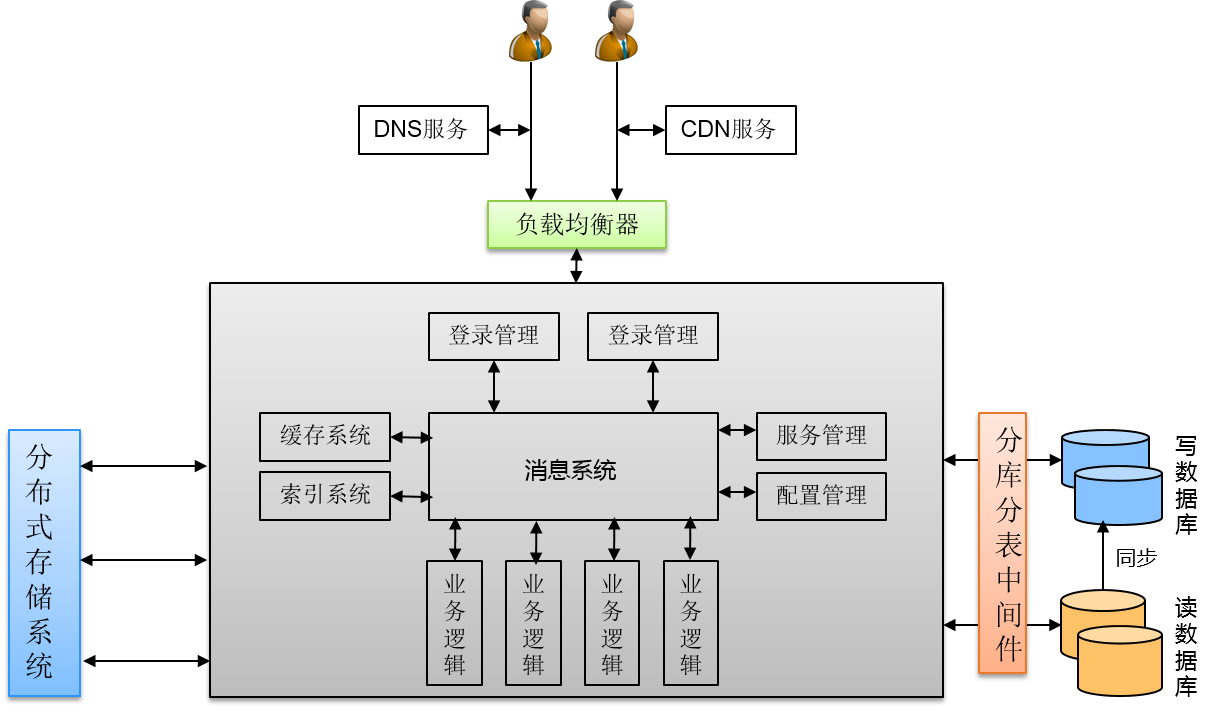 DNS服务
CDN服务
负载均衡器
登录管理
登录管理
缓存系统
索引系统
消息系统
服务管理
配置管理
业务逻辑
业务逻辑
业务逻辑
业务逻辑
分布式存储系统
分库分表中间件
写数据库
同步
读数据库